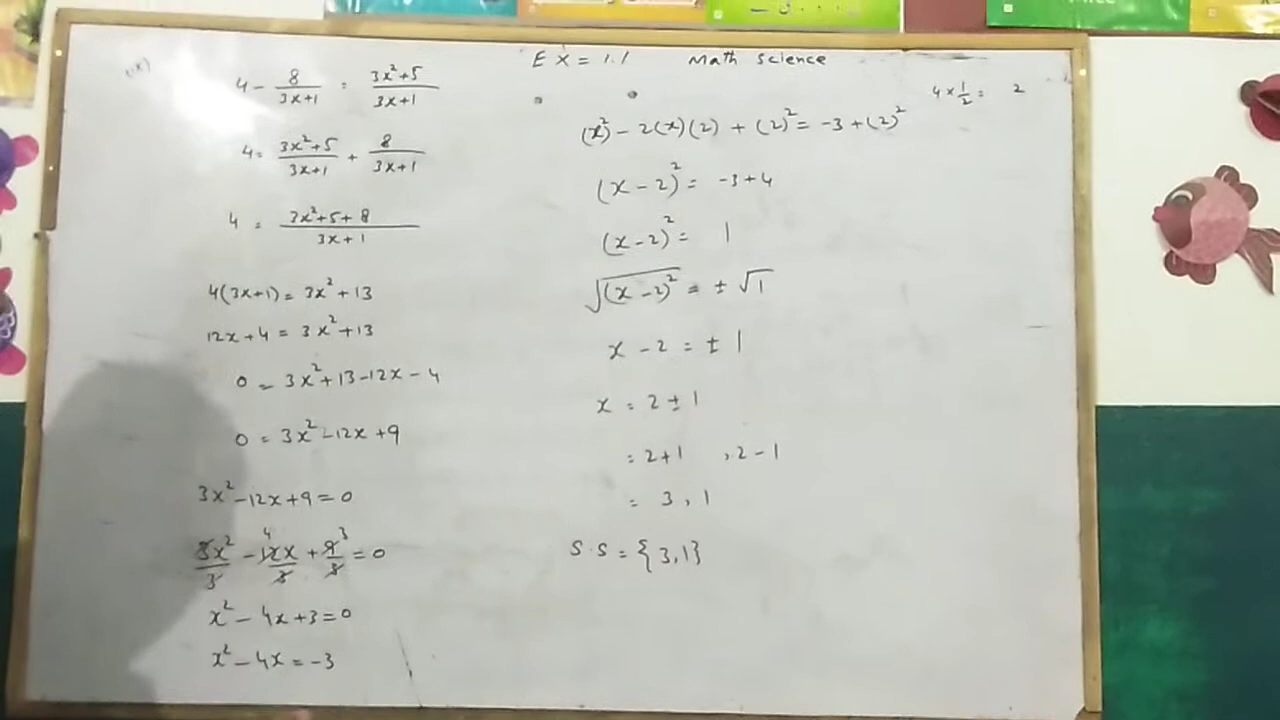 (ix)
4 - 8/(3x+1) = (3x²+5)/(3x+1)
4 = (3x²+5)/(3x+1) + 8/(3x+1)
4 = (3x²+5+8)/(3x+1)
4(3x+1) = 3x²+13
12x+4 = 3x²+13
0 = 3x²+13-12x-4
0 = 3x²-12x+9
3x²-12x+9=0
3x²/3 - 12x/3 + 9/3 = 0
x²-4x+3=0
x²-4x=-3
EX = 1.1 Math Science
4×1/2 = 2
(x²) - 2(x)(2) + (2)² = -3+(2)²
(x-2)² = -3+4
(x-2)² = 1
√(x-2)² = ±√1
x-2 = ±1
x = 2±1
= 2+1 , 2-1
= 3, 1
S.S = {3,1}